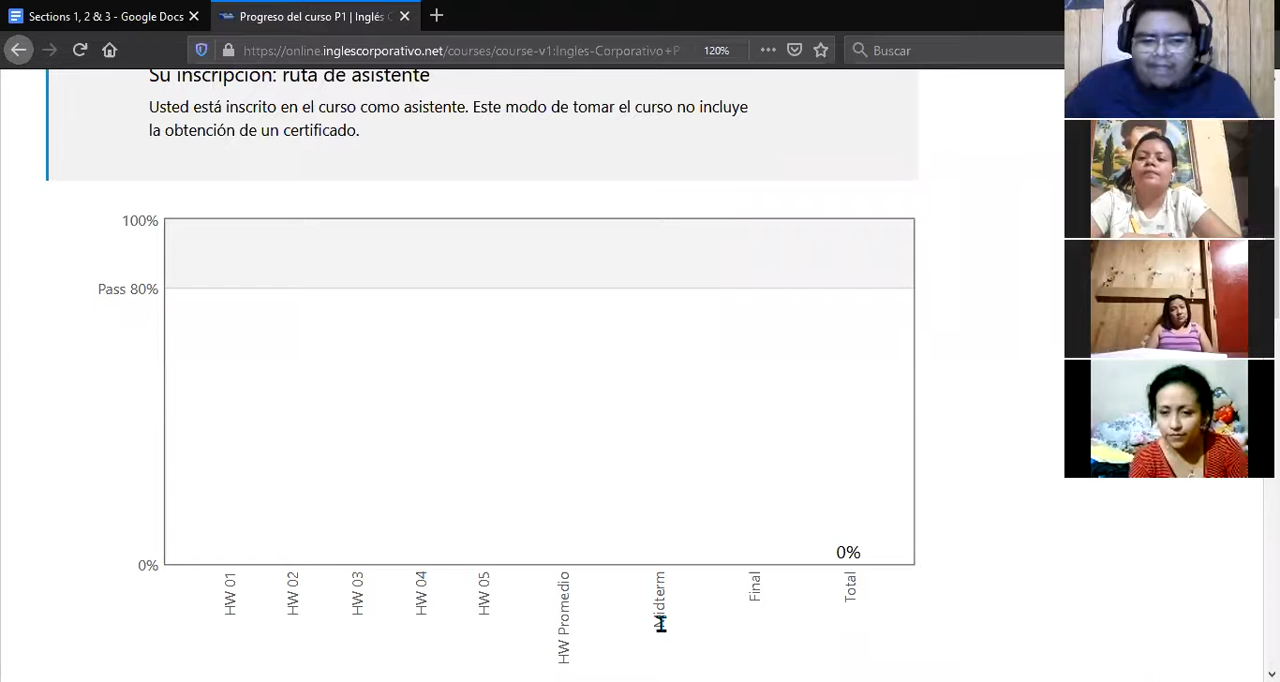 Sections 1, 2 & 3 - Google Docs
Progreso del curso P1 | Inglés C
https://online.inglescorporativo.net/courses/course-v1:Ingles-Corporativo+P
120%
Buscar
Su inscripción: ruta de asistente
Usted está inscrito en el curso como asistente. Este modo de tomar el curso no incluye
la obtención de un certificado.
100%
Pass 80%
0%
0%
HW 01
HW 02
HW 03
HW 04
HW 05
HW Promedio
Midterm
Final
Total